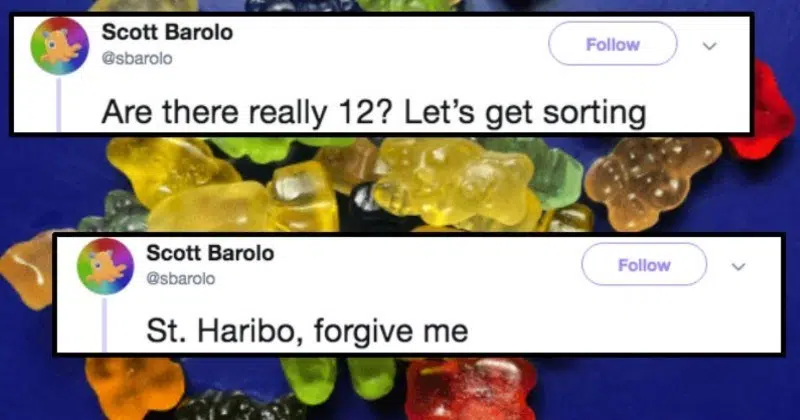 Scott Barolo
@sbarolo
Follow
Are there really 12? Let’s get sorting
Scott Barolo
@sbarolo
Follow
St. Haribo, forgive me